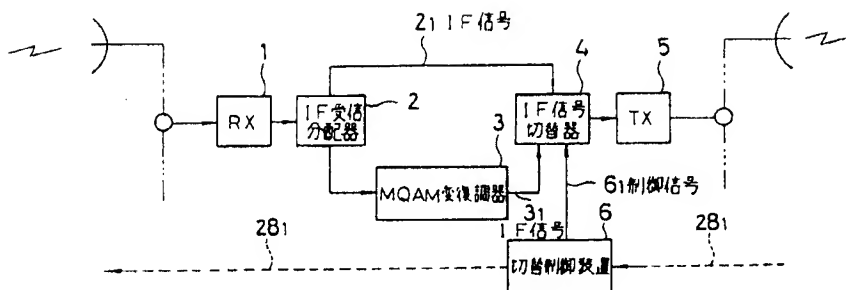 2₁ IF信号
1
2
4
5
RX
IF受信
分配器
IF信号
切替器
TX
3
MQAM変復調器
3₁
IF信号
6₁制御信号
6
切替制御装置
28₁
28₁